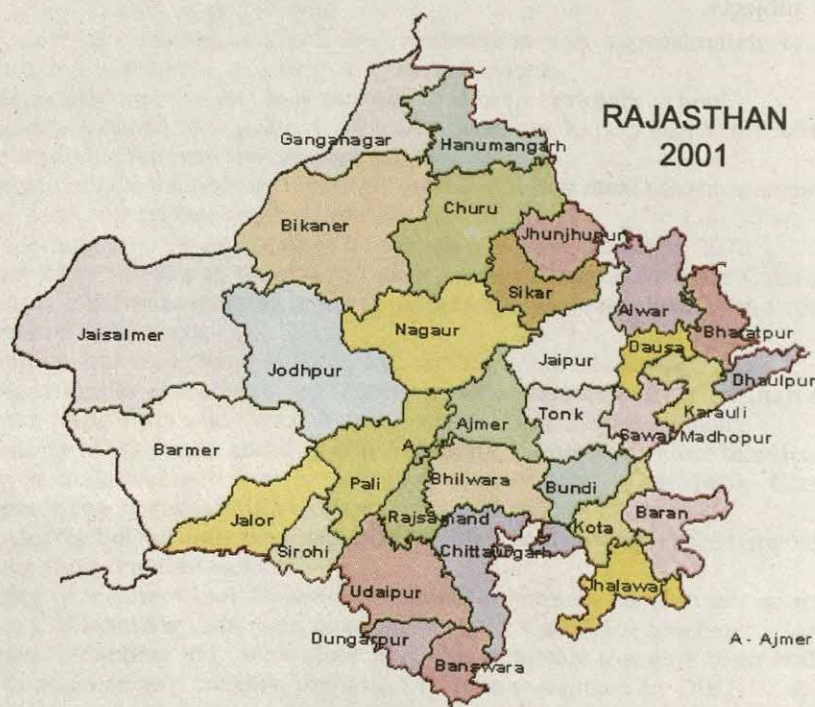 RAJASTHAN
2001
Ganganagar
Hanumangarh
Bikaner
Churu
Jhunjhunun
Sikar
Alwar
Jaisalmer
Nagaur
Bharatpur
Jodhpur
Jaipur
Dausa
Dhaulpur
Karauli
Ajmer
Tonk
Sawai Madhopur
A
Barmer
Pali
Bhilwara
Bundi
Baran
Jalor
Rajsamand
Kota
Sirohi
Chittaurgarh
Jhalawar
Udaipur
Dungarpur
Banswara
A - Ajmer